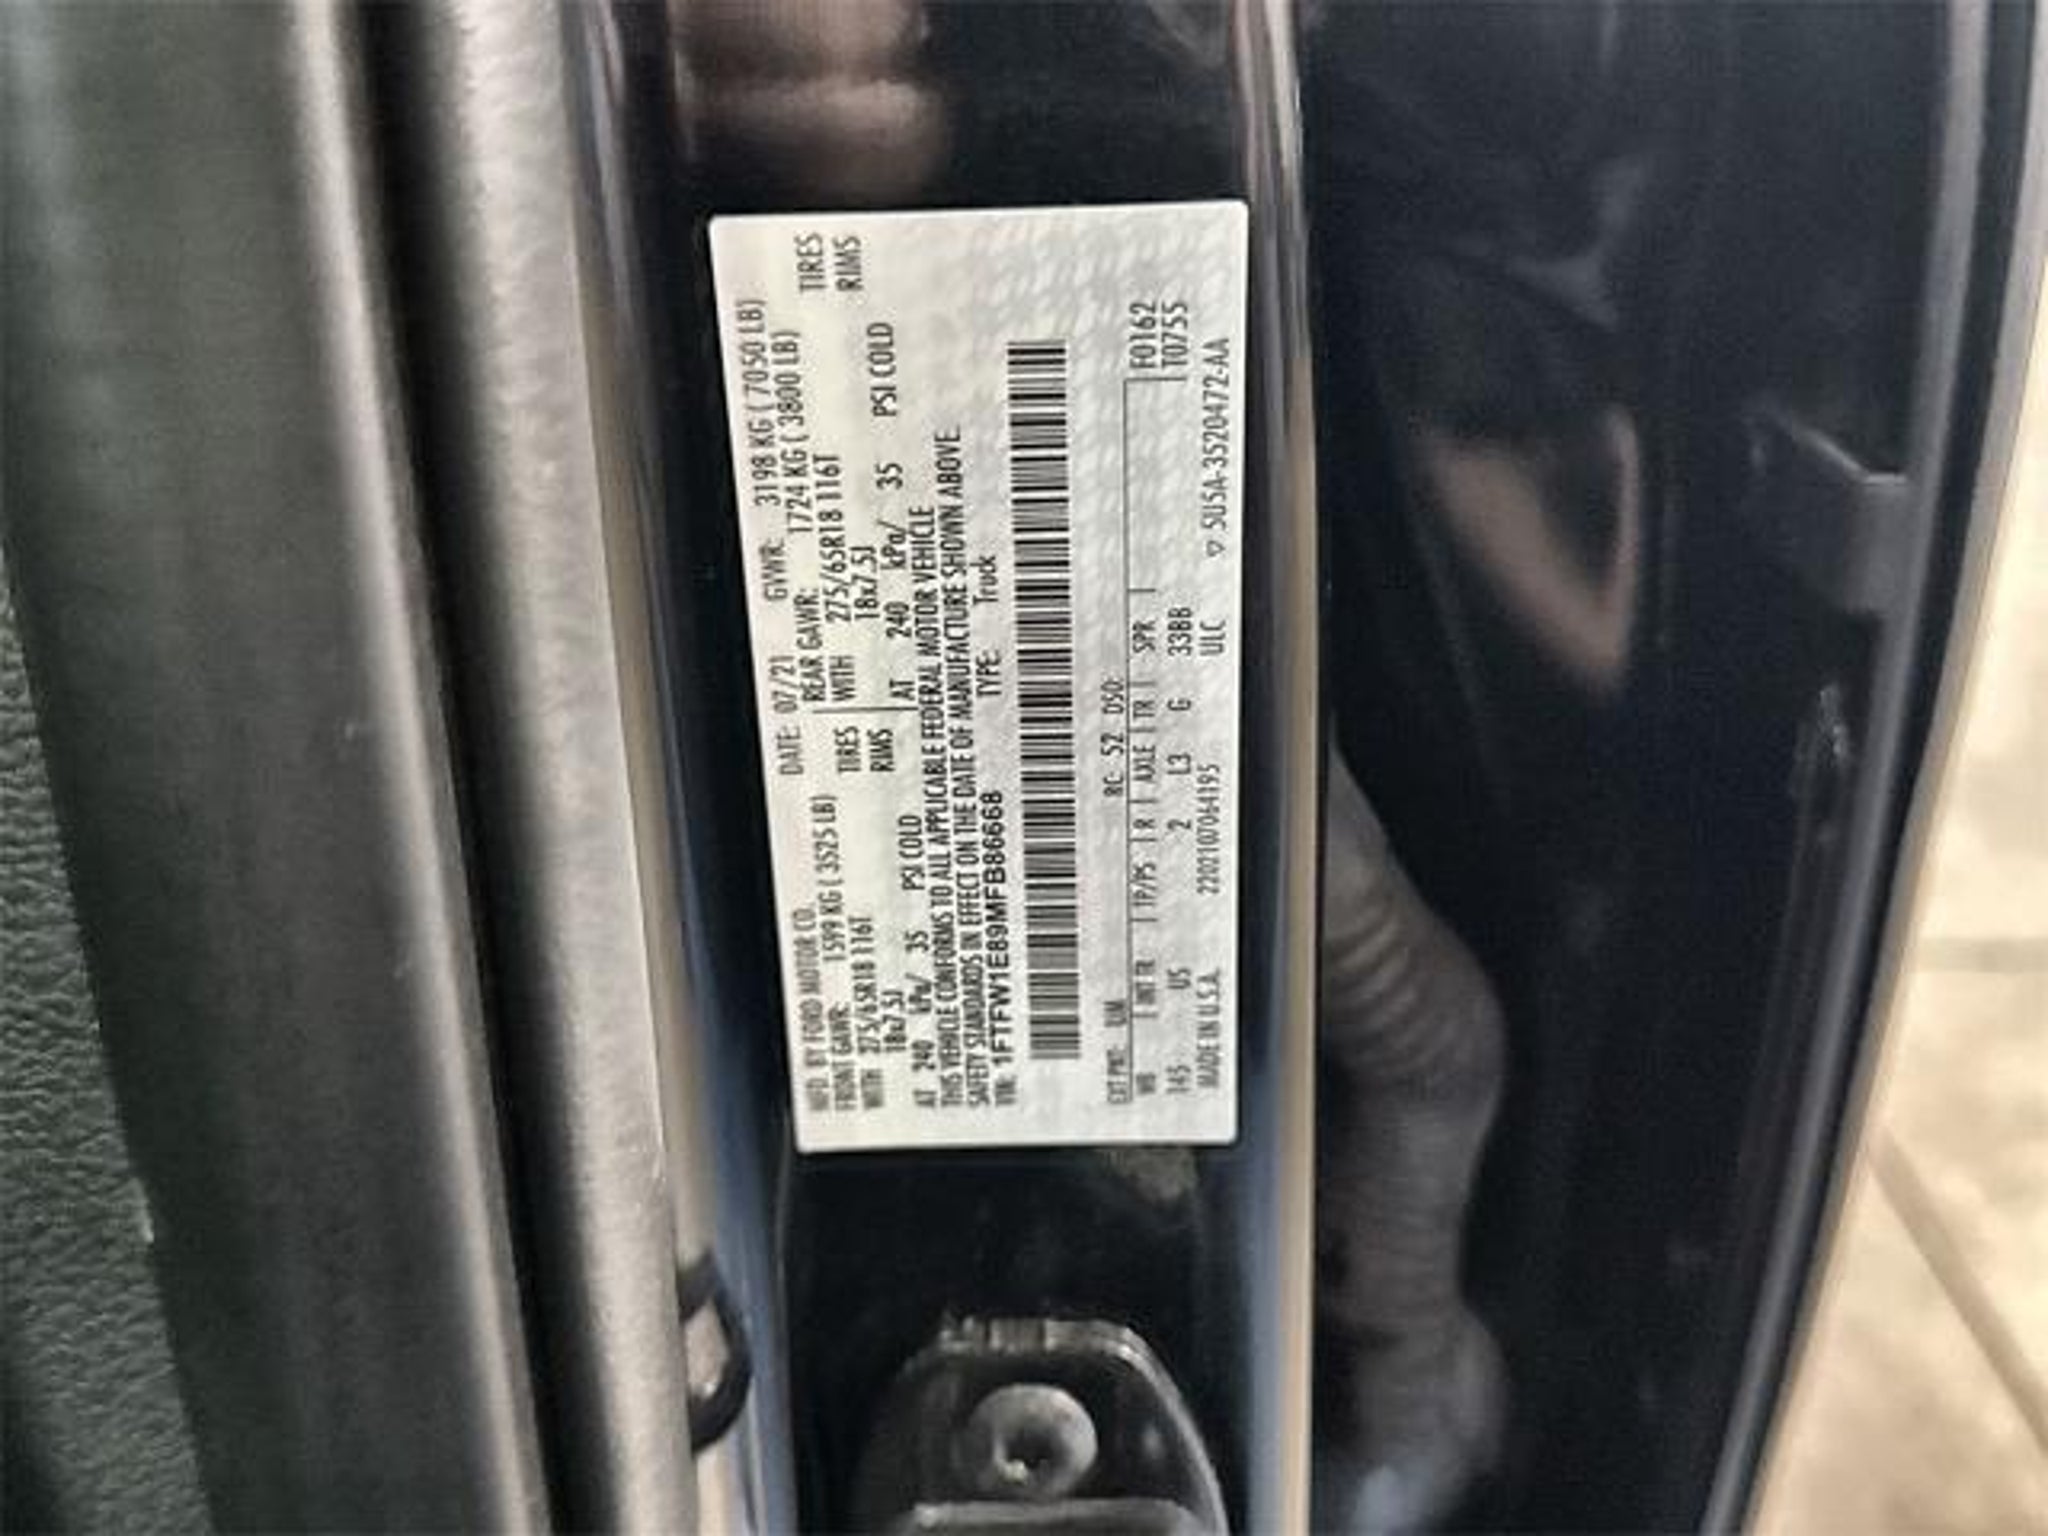 MFD. BY FORD MOTOR CO. DATE: 07/21 GVWR: 3198 KG ( 7050 LB)
FRONT GAWR: 1599 KG ( 3525 LB) REAR GAWR: 1724 KG ( 3800 LB)
WITH 275/65R18 116T TIRES WITH 275/65R18 116T TIRES
18x7.5J RIMS 18x7.5J RIMS
AT 240 kPa/ 35 PSI COLD AT 240 kPa/ 35 PSI COLD
THIS VEHICLE CONFORMS TO ALL APPLICABLE FEDERAL MOTOR VEHICLE
SAFETY STANDARDS IN EFFECT ON THE DATE OF MANUFACTURE SHOWN ABOVE.
VIN: 1FTFW1E89MFB86668 TYPE: Truck
EXT PNT: UM RC: 52 DSO: F0162
WB INT TR TP/PS R AXLE TR SPR T0755
145 US 2 L3 G 33BB
MADE IN U.S.A. 2202107064195 ULC ▽ 5U5A-3520472-AA